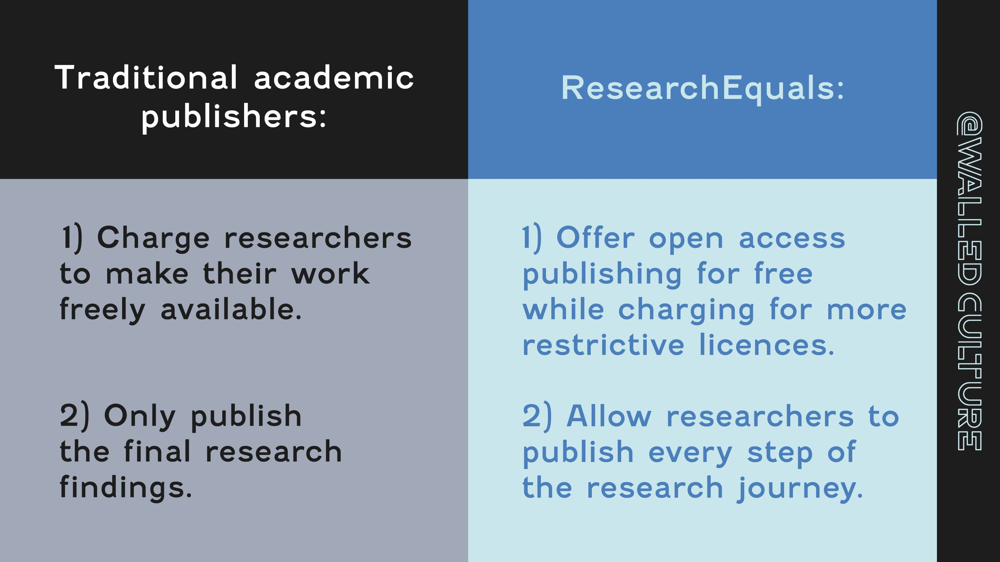 Traditional academic
publishers:
1) Charge researchers
to make their work
freely available.
2) Only publish
the final research
findings.
ResearchEquals:
1) Offer open access
publishing for free
while charging for more
restrictive licences.
2) Allow researchers to
publish every step of
the research journey.
@WALLED CULTURE